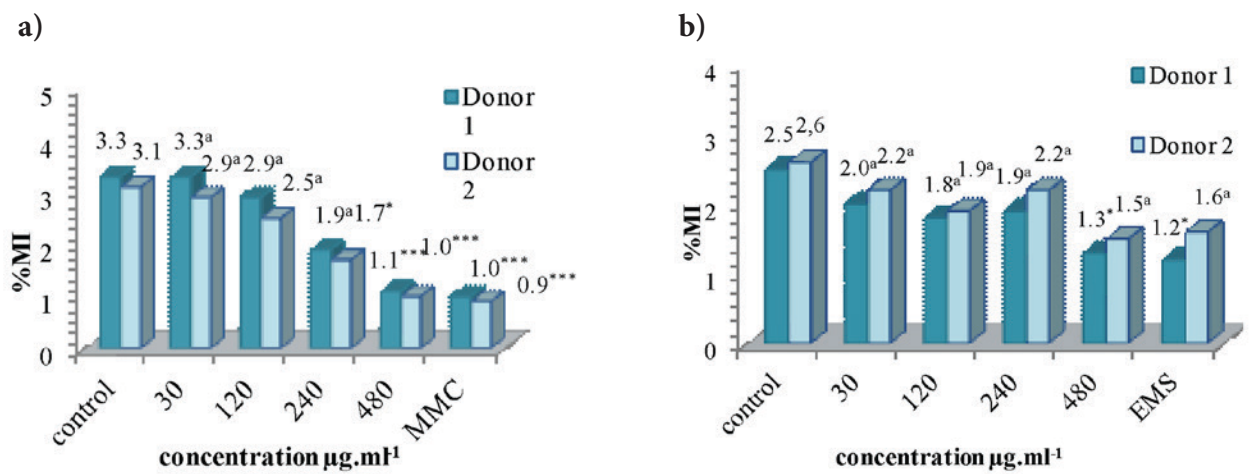 a)
5
4
3
2
1
0
%MI
3.3
3.1
3.3ᵃ
2.9ᵃ
2.9ᵃ
2.5ᵃ
1.9ᵃ
1.7*
1.1***
1.0***
1.0***
0.9***
Donor
1
Donor
2
control
30
120
240
480
MMC
concentration µg.ml⁻¹
b)
4
3
2
1
0
%MI
2.5
2,6
2.0ᵃ
2.2ᵃ
1.8ᵃ
1.9ᵃ
1.9ᵃ
2.2ᵃ
1.3*
1.5ᵃ
1.2*
1.6ᵃ
Donor 1
Donor 2
control
30
120
240
480
EMS
concentration µg.ml⁻¹